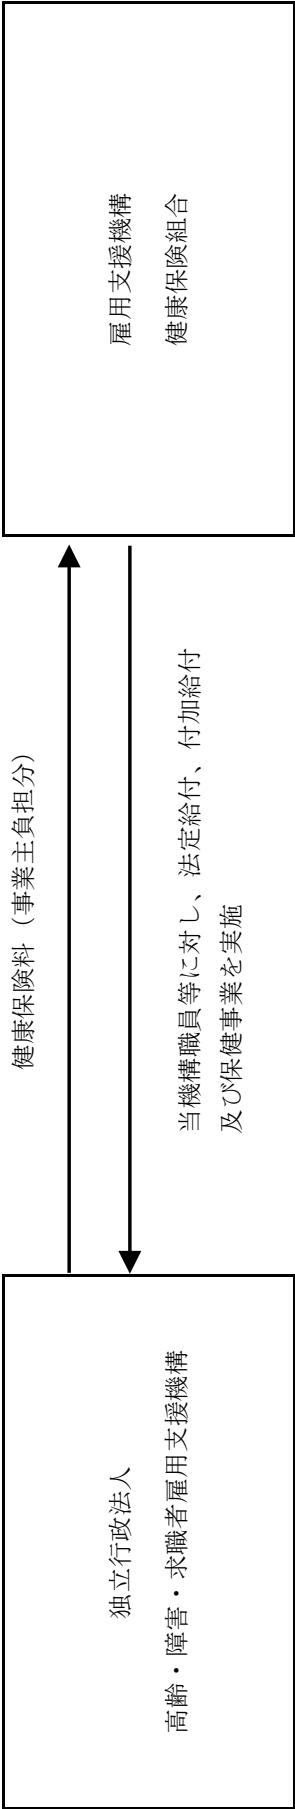 独立行政法人
高齢・障害・求職者雇用支援機構
健康保険料（事業主負担分）
当機構職員等に対し、法定給付、付加給付
及び保健事業を実施
雇用支援機構
健康保険組合